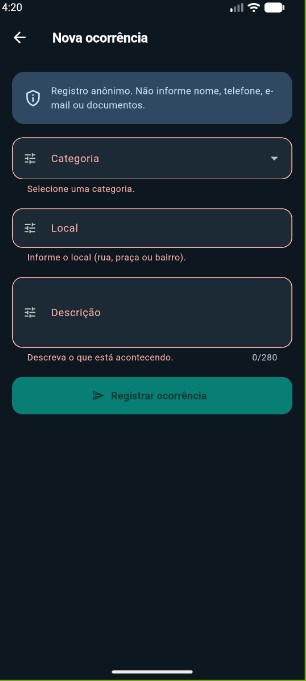 4:20
Nova ocorrência
Registro anônimo. Não informe nome, telefone, e-
mail ou documentos.
Categoria
Selecione uma categoria.
Local
Informe o local (rua, praça ou bairro).
Descrição
Descreva o que está acontecendo.
0/280
Registrar ocorrência